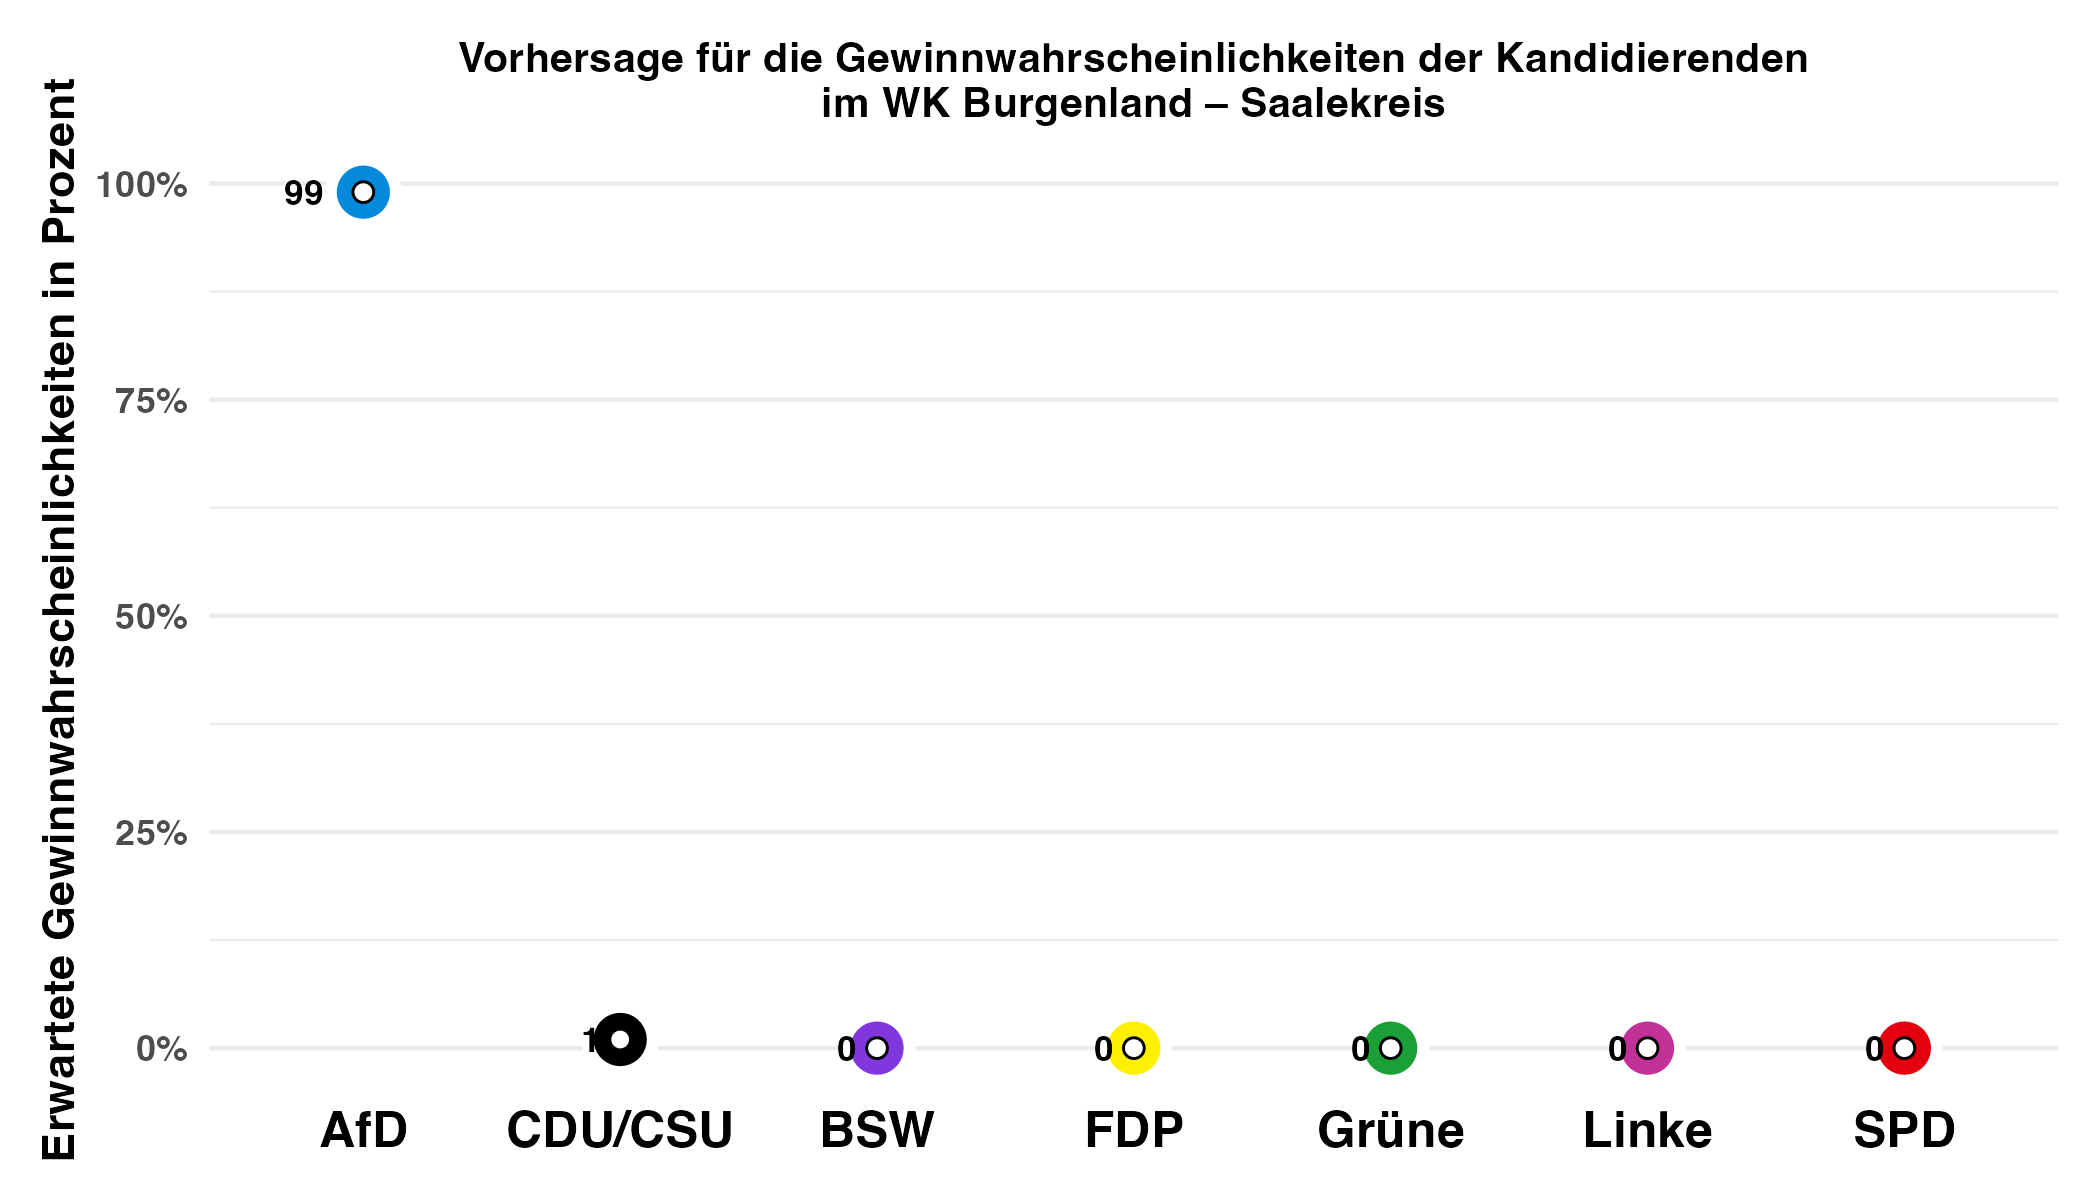 Vorhersage für die Gewinnwahrscheinlichkeiten der Kandidierenden
im WK Burgenland – Saalekreis
Erwartete Gewinnwahrscheinlichkeiten in Prozent
100%
75%
50%
25%
0%
99
1
0
0
0
0
0
AfD
CDU/CSU
BSW
FDP
Grüne
Linke
SPD